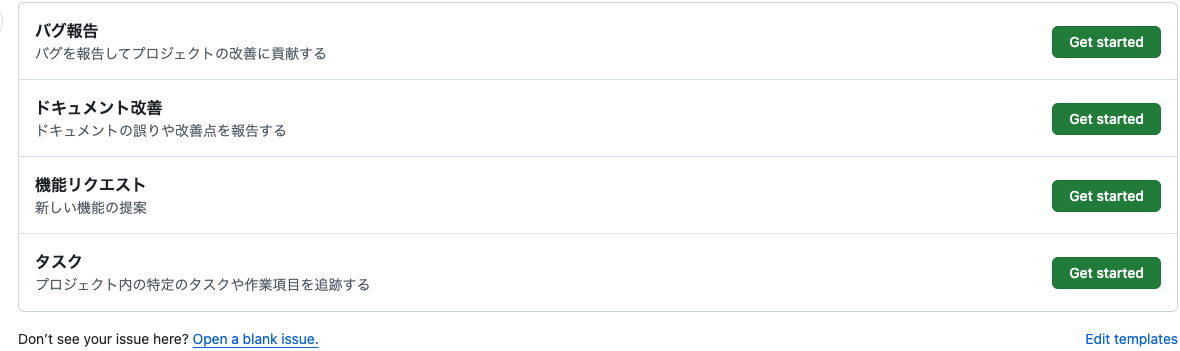 バグ報告
バグを報告してプロジェクトの改善に貢献する
Get started
ドキュメント改善
ドキュメントの誤りや改善点を報告する
Get started
機能リクエスト
新しい機能の提案
Get started
タスク
プロジェクト内の特定のタスクや作業項目を追跡する
Get started
Don’t see your issue here? Open a blank issue.
Edit templates